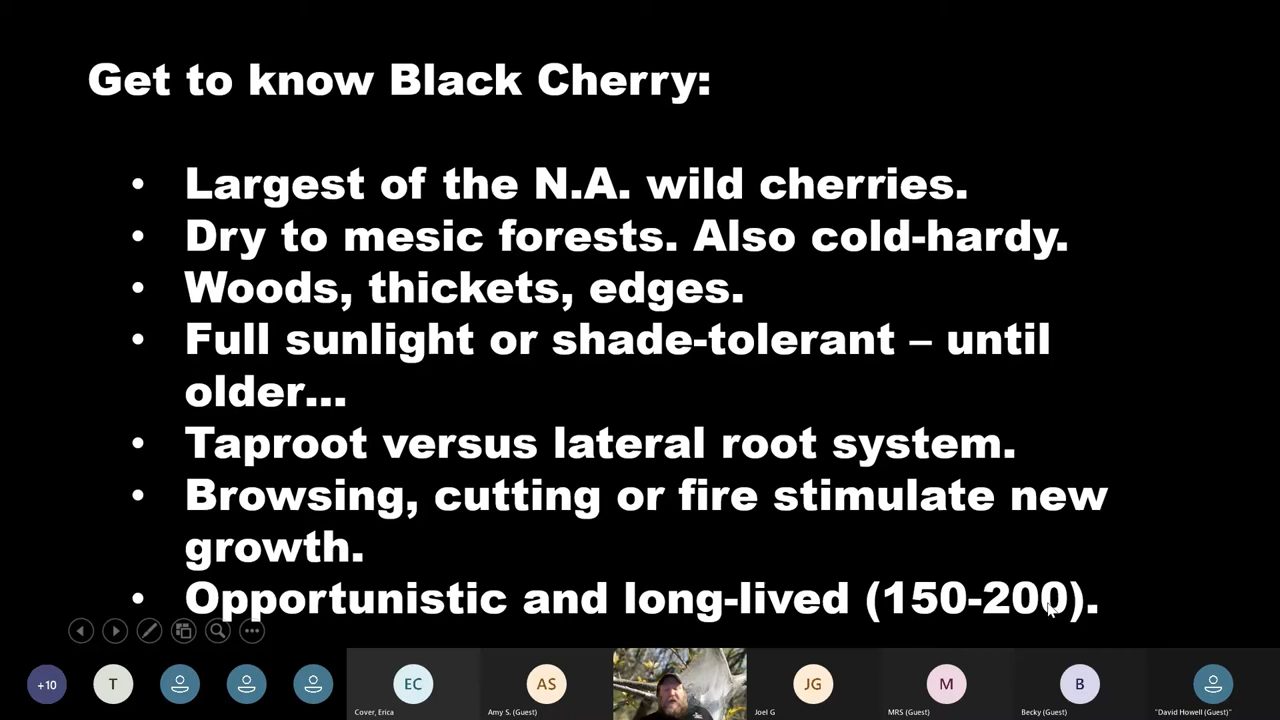 Get to know Black Cherry:
• Largest of the N.A. wild cherries.
• Dry to mesic forests. Also cold-hardy.
• Woods, thickets, edges.
• Full sunlight or shade-tolerant – until
older...
• Taproot versus lateral root system.
• Browsing, cutting or fire stimulate new
growth.
• Opportunistic and long-lived (150-200).
+10
T
EC
AS
JG
M
B
Cover, Erica
Amy S. (Guest)
Joel G
MRS (Guest)
Becky (Guest)
"David Howell (Guest)"